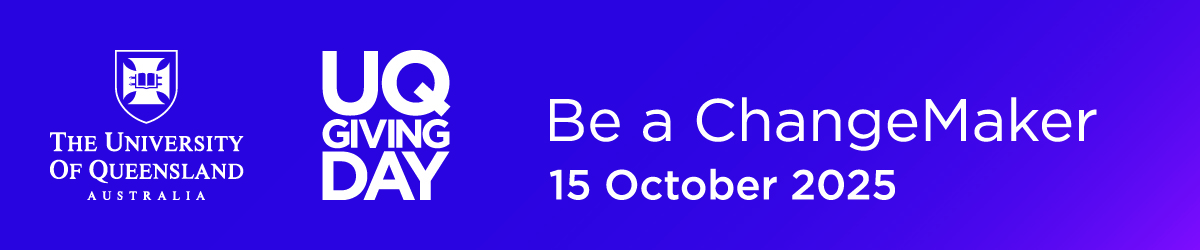 THE UNIVERSITY
OF QUEENSLAND
AUSTRALIA
UQ
GIVING
DAY
Be a ChangeMaker
15 October 2025